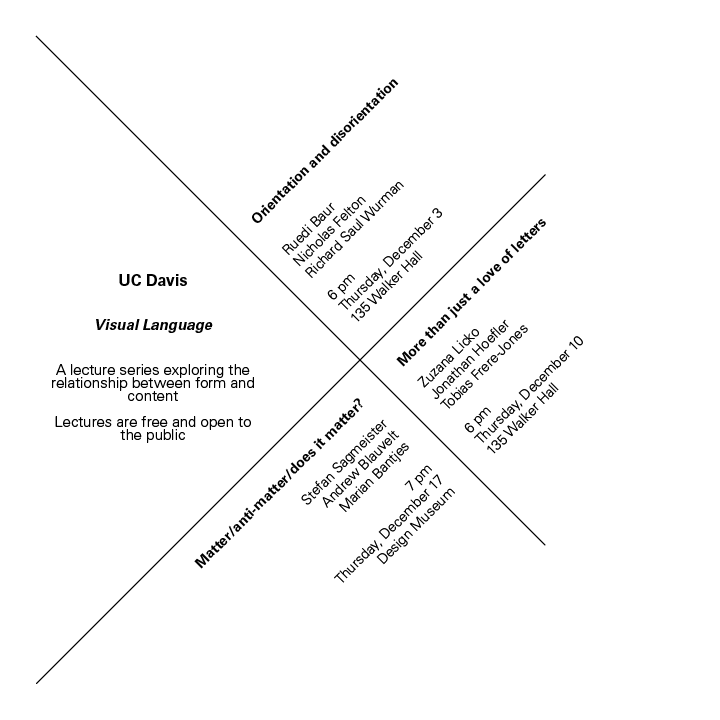 UC Davis
Visual Language
A lecture series exploring the
relationship between form and
content
Lectures are free and open to
the public
Orientation and disorientation
Ruedi Baur
Nicholas Felton
Richard Saul Wurman
6 pm
Thursday, December 3
135 Walker Hall
More than just a love of letters
Zuzana Licko
Jonathan Hoefler
Tobias Frere-Jones
6 pm
Thursday, December 10
135 Walker Hall
Matter/anti-matter/does it matter?
Stefan Sagmeister
Andrew Blauvelt
Marian Bantjes
7 pm
Thursday, December 17
Design Museum